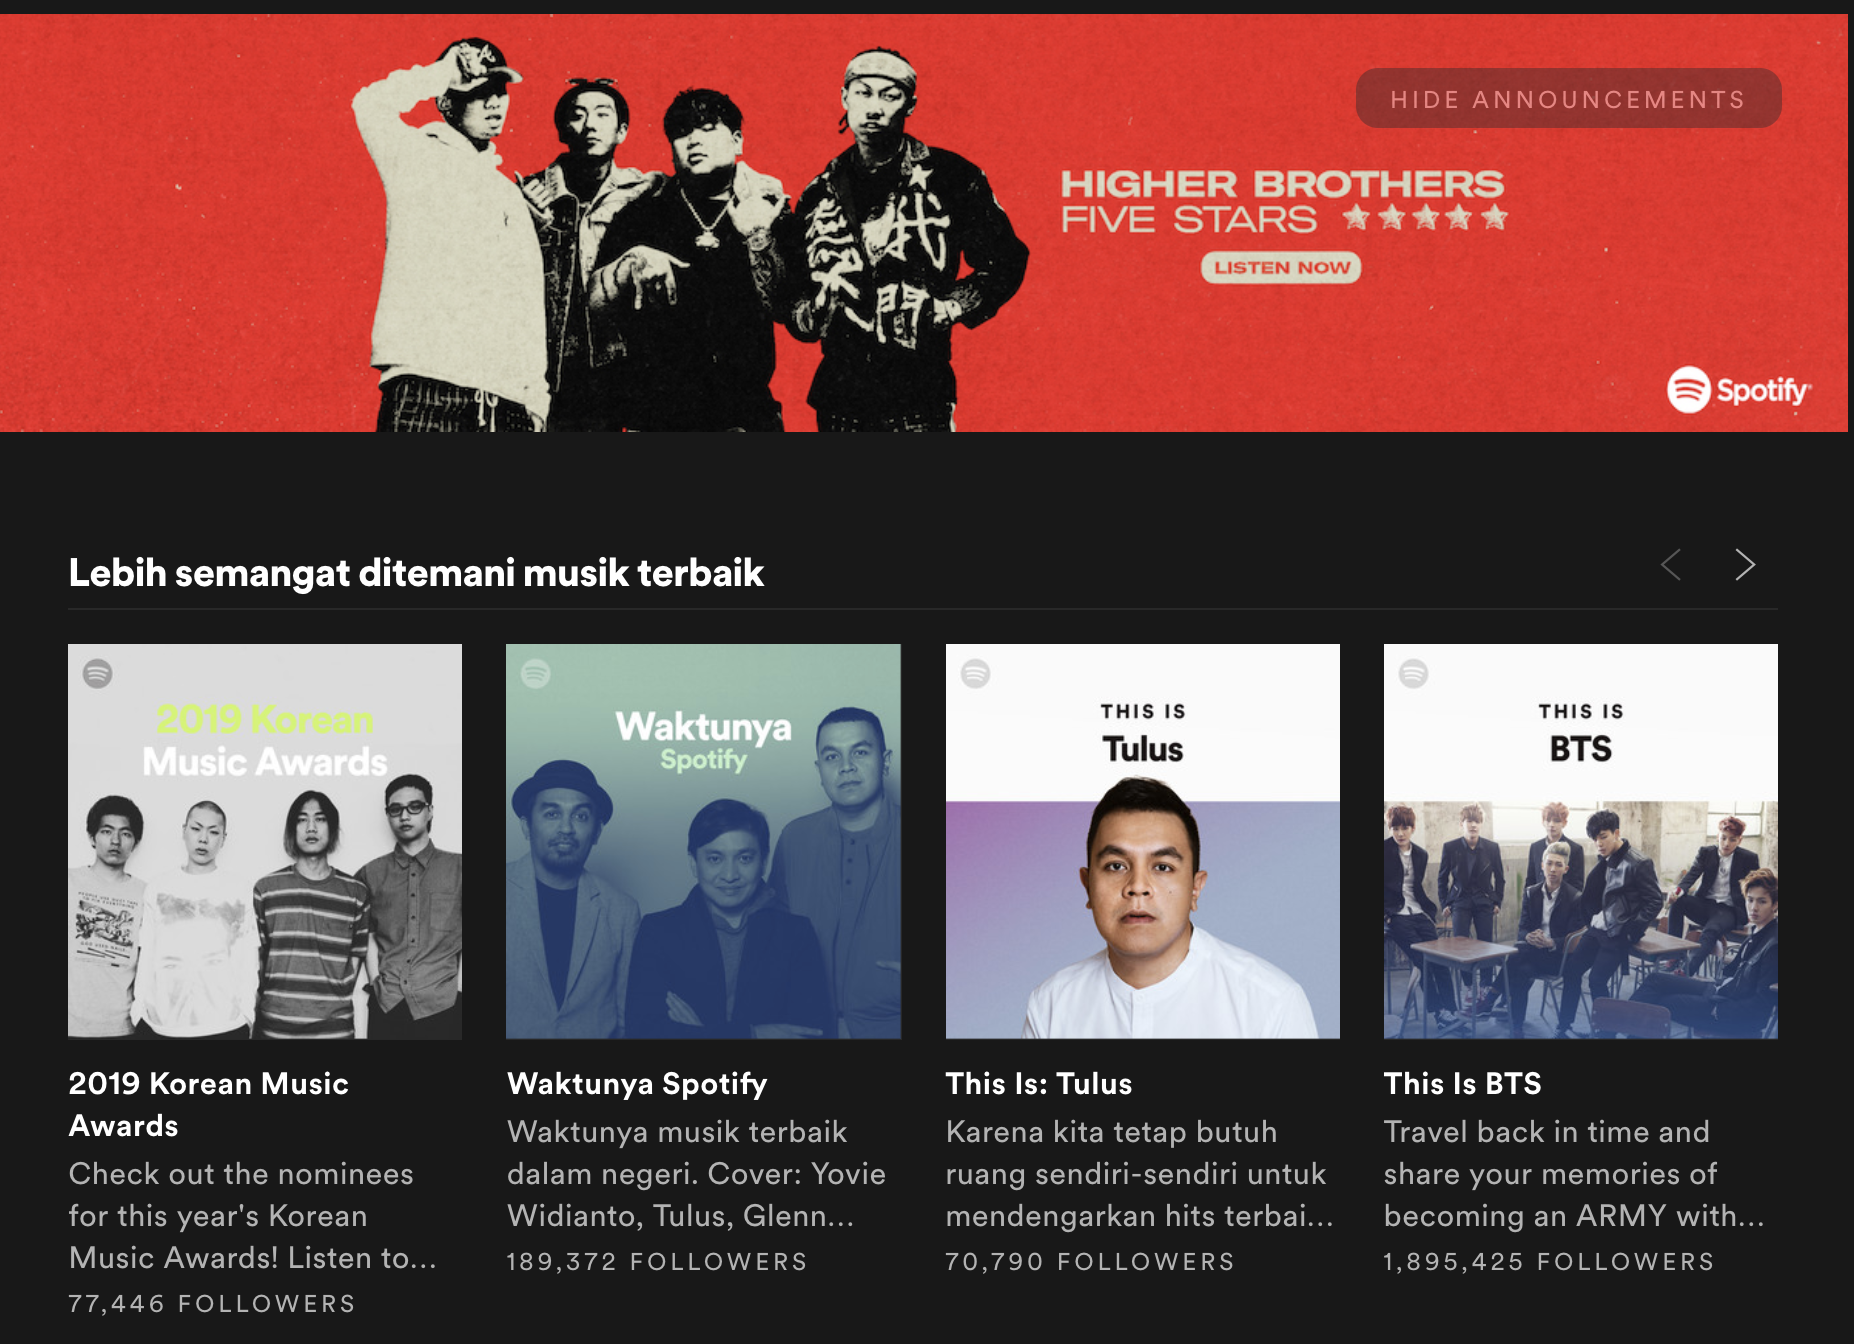 HIDE ANNOUNCEMENTS
HIGHER BROTHERS
FIVE STARS
LISTEN NOW
Spotify
Lebih semangat ditemani musik terbaik
2019 Korean
Music Awards
Waktunya
Spotify
THIS IS
Tulus
THIS IS
BTS
2019 Korean Music
Awards
Check out the nominees
for this year's Korean
Music Awards! Listen to...
77,446 FOLLOWERS
Waktunya Spotify
Waktunya musik terbaik
dalam negeri. Cover: Yovie
Widianto, Tulus, Glenn...
189,372 FOLLOWERS
This Is: Tulus
Karena kita tetap butuh
ruang sendiri-sendiri untuk
mendengarkan hits terbai...
70,790 FOLLOWERS
This Is BTS
Travel back in time and
share your memories of
becoming an ARMY with...
1,895,425 FOLLOWERS